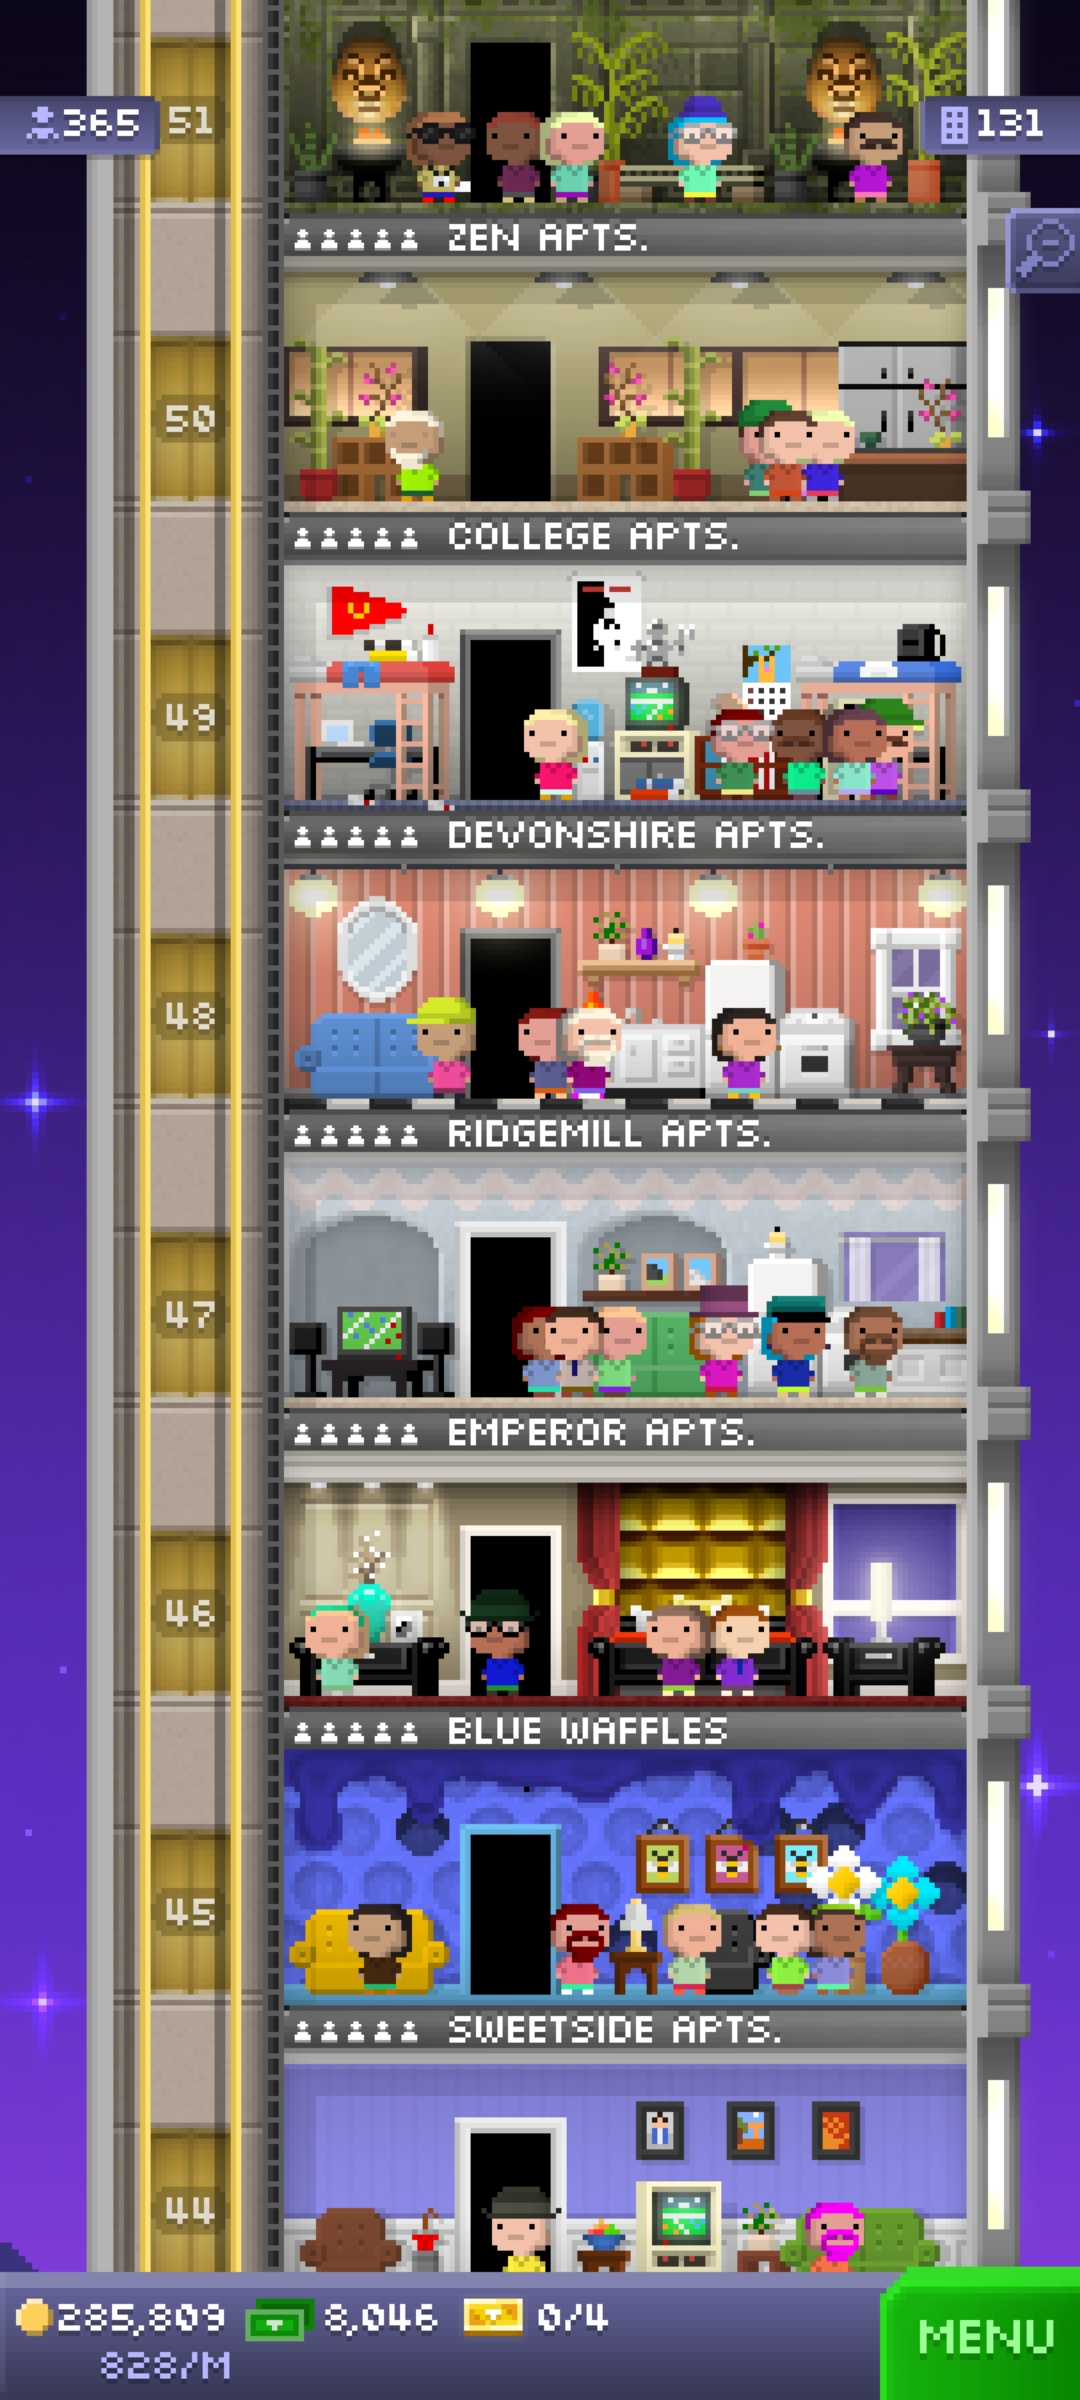 365
51
131
ZEN APTS.
50
COLLEGE APTS.
49
DEVONSHIRE APTS.
48
RIDGEMILL APTS.
47
EMPEROR APTS.
46
BLUE WAFFLES
45
SWEETSIDE APTS.
44
285,809
8,046
0/4
MENU
828/M